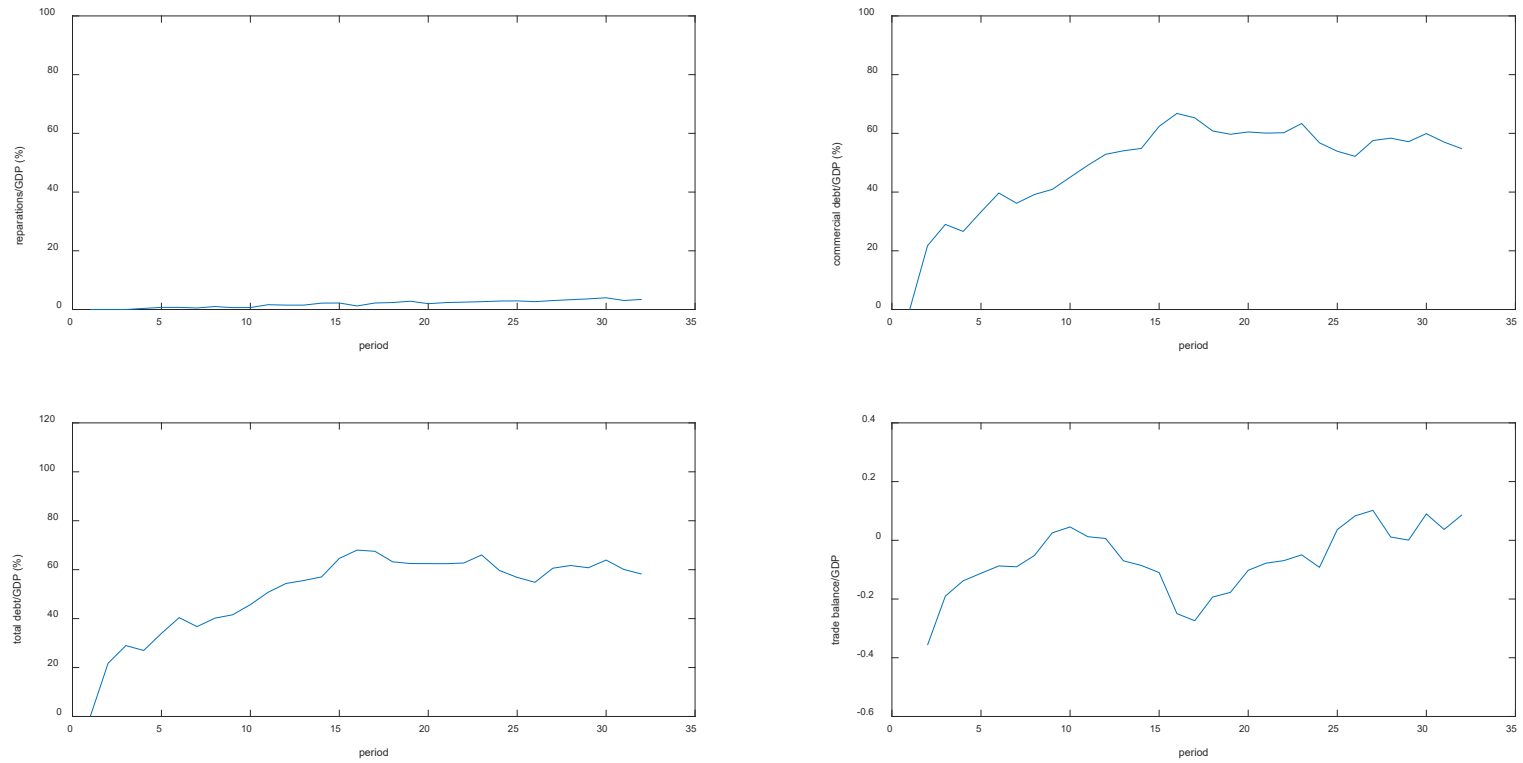 100
80
60
40
20
0
reparations/GDP (%)
0 5 10 15 20 25 30 35
period
100
80
60
40
20
0
commercial debt/GDP (%)
0 5 10 15 20 25 30 35
period
120
100
80
60
40
20
0
total debt/GDP (%)
0 5 10 15 20 25 30 35
period
0.4
0.2
0
-0.2
-0.4
-0.6
trade balance/GDP
0 5 10 15 20 25 30 35
period